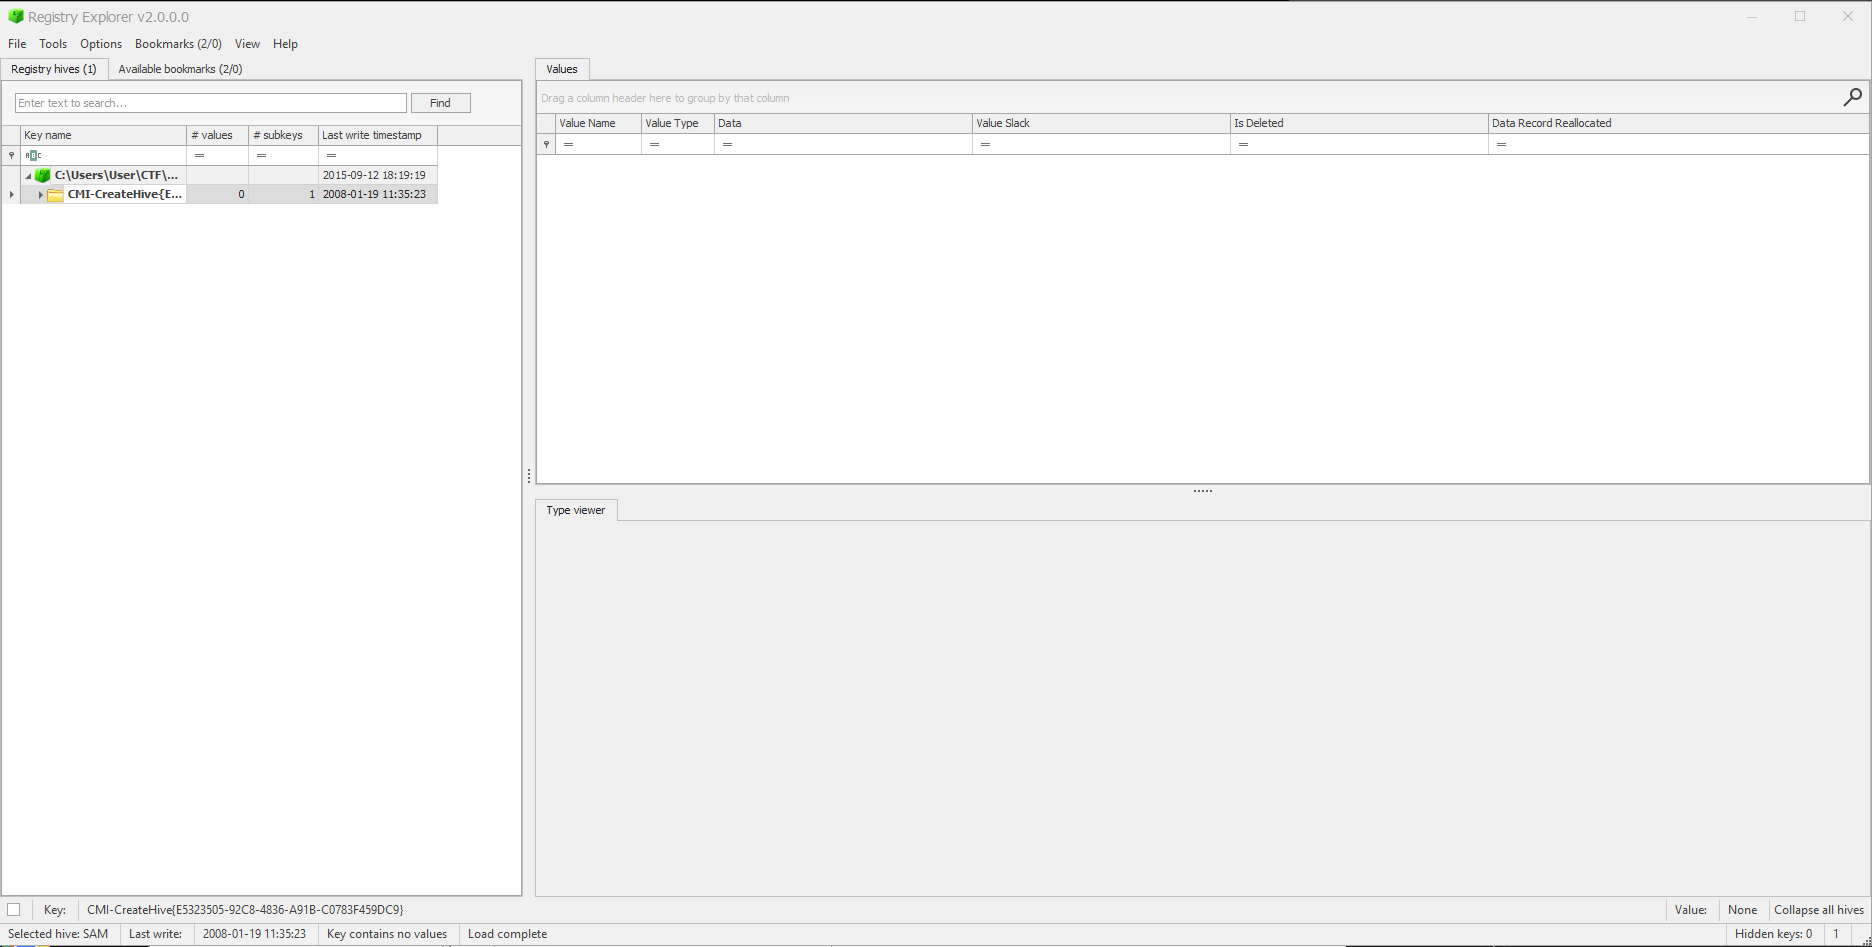 Registry Explorer v2.0.0.0
File Tools Options Bookmarks (2/0) View Help
Registry hives (1) Available bookmarks (2/0)
Enter text to search... Find
Key name # values # subkeys Last write timestamp
ABC = = =
C:\Users\User\CTF\... 2015-09-12 18:19:19
CMI-CreateHive{E... 0 1 2008-01-19 11:35:23
Values
Drag a column header here to group by that column
Value Name Value Type Data Value Slack Is Deleted Data Record Reallocated
= = = = = =
Type viewer
Key: CMI-CreateHive{E5323505-92C8-4836-A91B-C0783F459DC9} Value: None Collapse all hives
Selected hive: SAM Last write: 2008-01-19 11:35:23 Key contains no values Load complete Hidden keys: 0 1